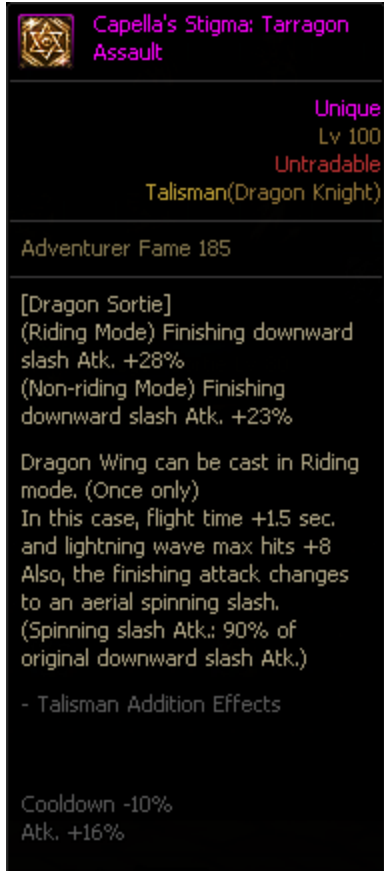 Capella's Stigma: Tarragon
Assault
Unique
Lv 100
Untradable
Talisman(Dragon Knight)
Adventurer Fame 185
[Dragon Sortie]
(Riding Mode) Finishing downward
slash Atk. +28%
(Non-riding Mode) Finishing
downward slash Atk. +23%
Dragon Wing can be cast in Riding
mode. (Once only)
In this case, flight time +1.5 sec.
and lightning wave max hits +8
Also, the finishing attack changes
to an aerial spinning slash.
(Spinning slash Atk.: 90% of
original downward slash Atk.)
- Talisman Addition Effects
Cooldown -10%
Atk. +16%